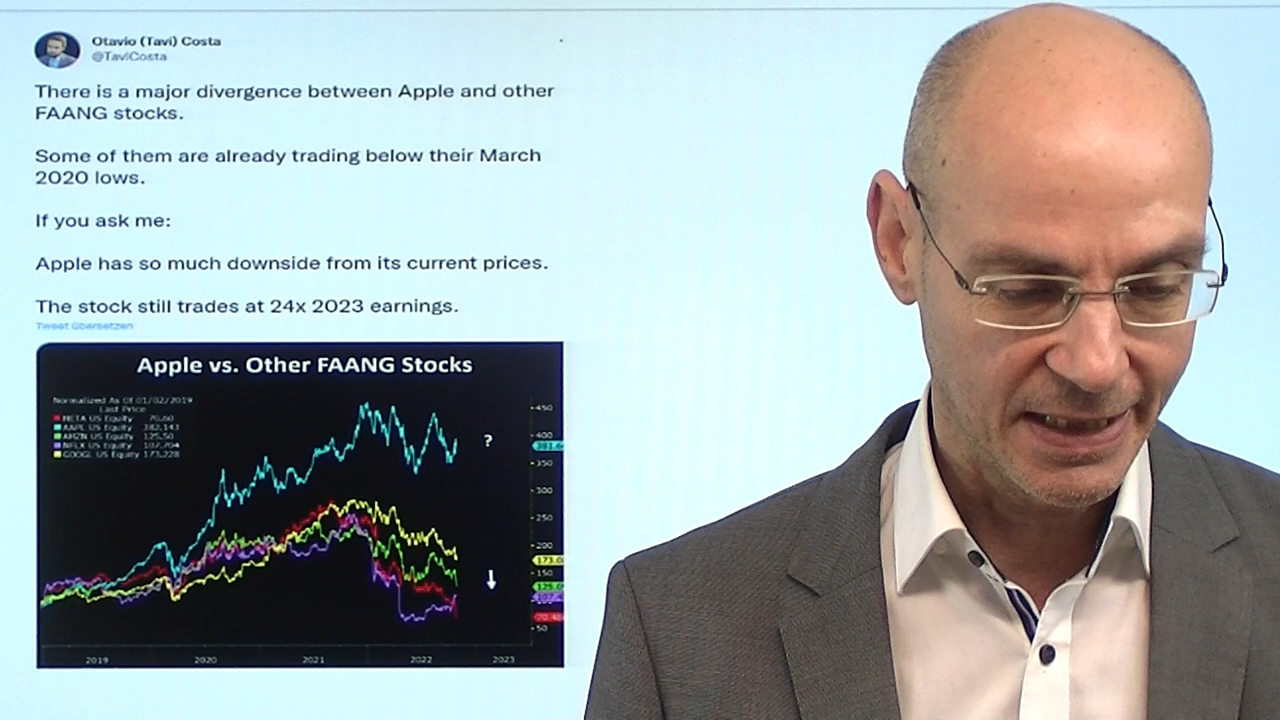 Otavio (Tavi) Costa
@TaviCosta
There is a major divergence between Apple and other
FAANG stocks.
Some of them are already trading below their March
2020 lows.
If you ask me:
Apple has so much downside from its current prices.
The stock still trades at 24x 2023 earnings.
Tweet übersetzen
Apple vs. Other FAANG Stocks
Normalized As Of 01/02/2019
Last Price
META US Equity 70.60
AAPL US Equity 382.143
AMZN US Equity 125.50
NFLX US Equity 107.704
GOOGL US Equity 173.228
450
400
350
300
250
200
173.0
150
50
?
2019 2020 2021 2022 2023